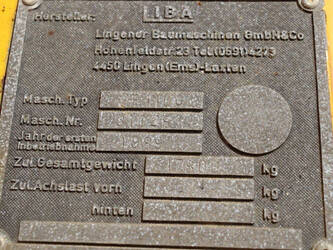 Hersteller: LIBA
Lingener Baumaschinen GmbH&Co
Hohenfeldstr. 23 Tel.(0591)4273
4450 Lingen (Ems)-Laxten
Masch. Typ
Masch. Nr.
Jahr der ersten Inbetriebnahme
Zul. Gesamtgewicht kg
Zul. Achslast vorn kg
hinten kg